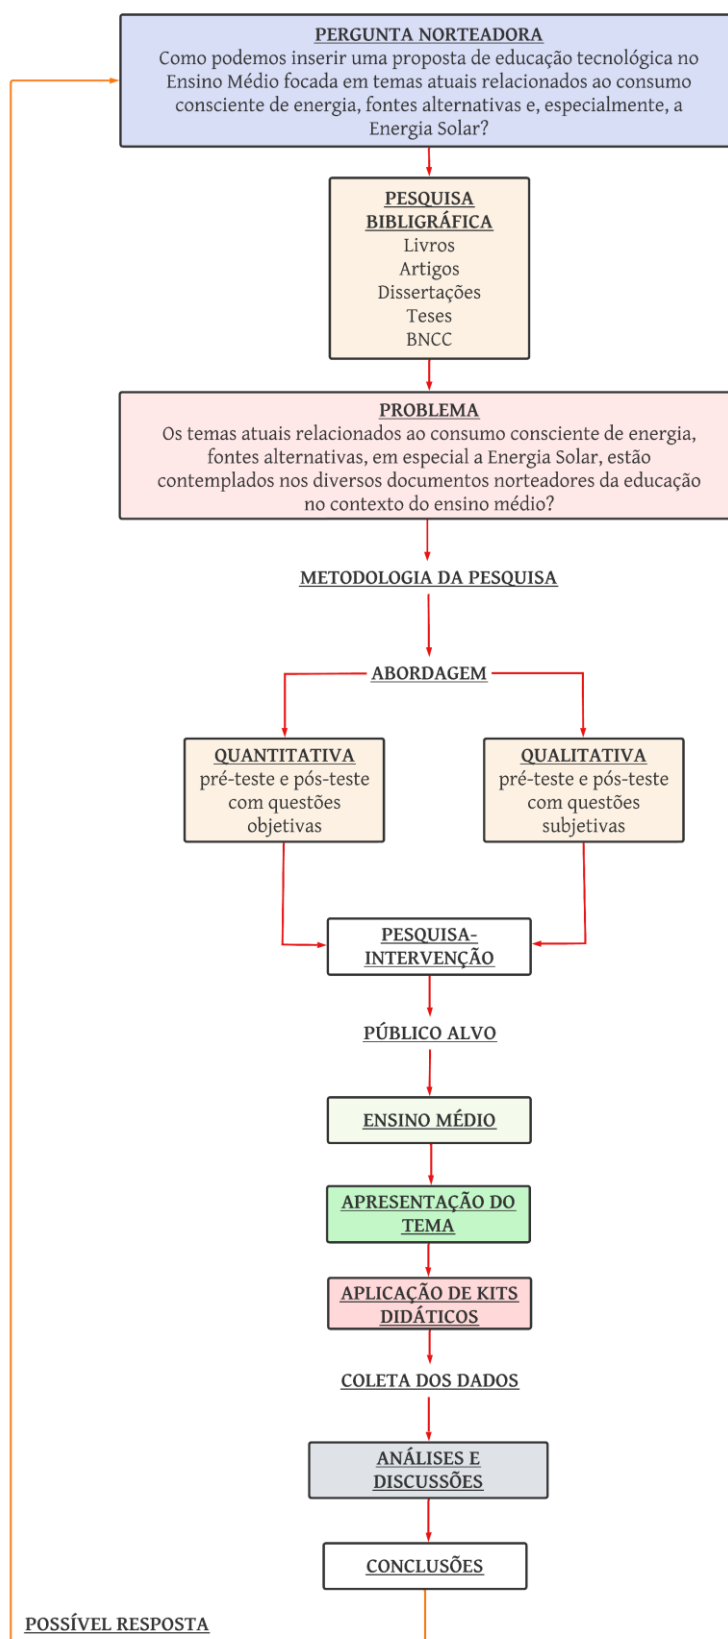 PERGUNTA NORTEADORA
Como podemos inserir uma proposta de educação tecnológica no
Ensino Médio focada em temas atuais relacionados ao consumo
consciente de energia, fontes alternativas e, especialmente, a
Energia Solar?
PESQUISA
BIBLIGRÁFICA
Livros
Artigos
Dissertações
Teses
BNCC
PROBLEMA
Os temas atuais relacionados ao consumo consciente de energia,
fontes alternativas, em especial a Energia Solar, estão
contemplados nos diversos documentos norteadores da educação
no contexto do ensino médio?
METODOLOGIA DA PESQUISA
ABORDAGEM
QUANTITATIVA
pré-teste e pós-teste
com questões
objetivas
QUALITATIVA
pré-teste e pós-teste
com questões
subjetivas
PESQUISA-
INTERVENÇÃO
PÚBLICO ALVO
ENSINO MÉDIO
APRESENTAÇÃO DO
TEMA
APLICAÇÃO DE KITS
DIDÁTICOS
COLETA DOS DADOS
ANÁLISES E
DISCUSSÕES
CONCLUSÕES
POSSÍVEL RESPOSTA